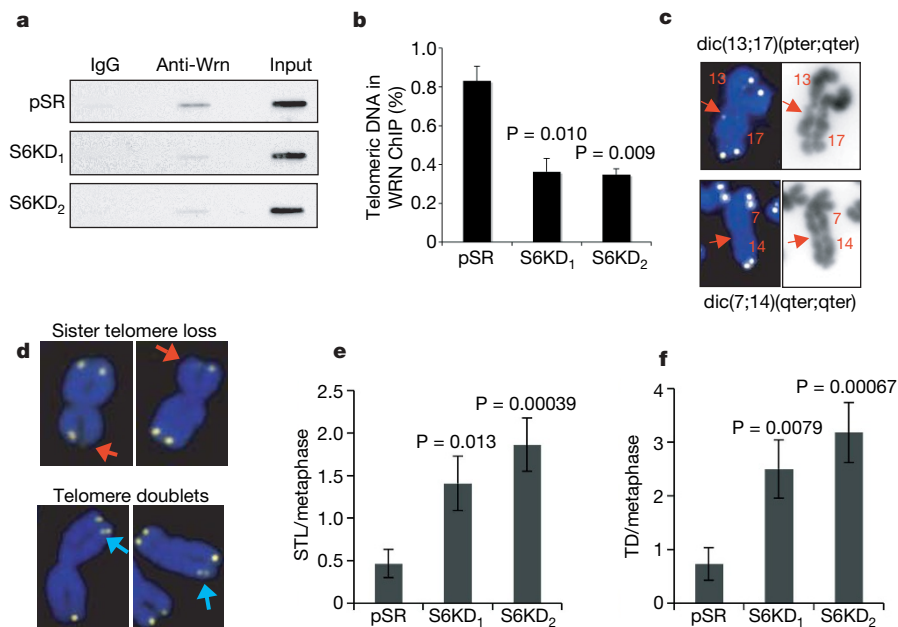 a
IgG Anti-Wrn Input
pSR
S6KD1
S6KD2
b
Telomeric DNA in
WRN ChIP (%)
1.0
0.8
0.6
0.4
0.2
0
P = 0.010
P = 0.009
pSR S6KD1 S6KD2
c
dic(13;17)(pter;qter)
13 13
17 17
7 7
14 14
dic(7;14)(qter;qter)
d
Sister telomere loss
Telomere doublets
e
STL/metaphase
2.5
2.0
1.5
1.0
0.5
0
P = 0.013
P = 0.00039
pSR S6KD1 S6KD2
f
TD/metaphase
4
3
2
1
0
P = 0.0079
P = 0.00067
pSR S6KD1 S6KD2